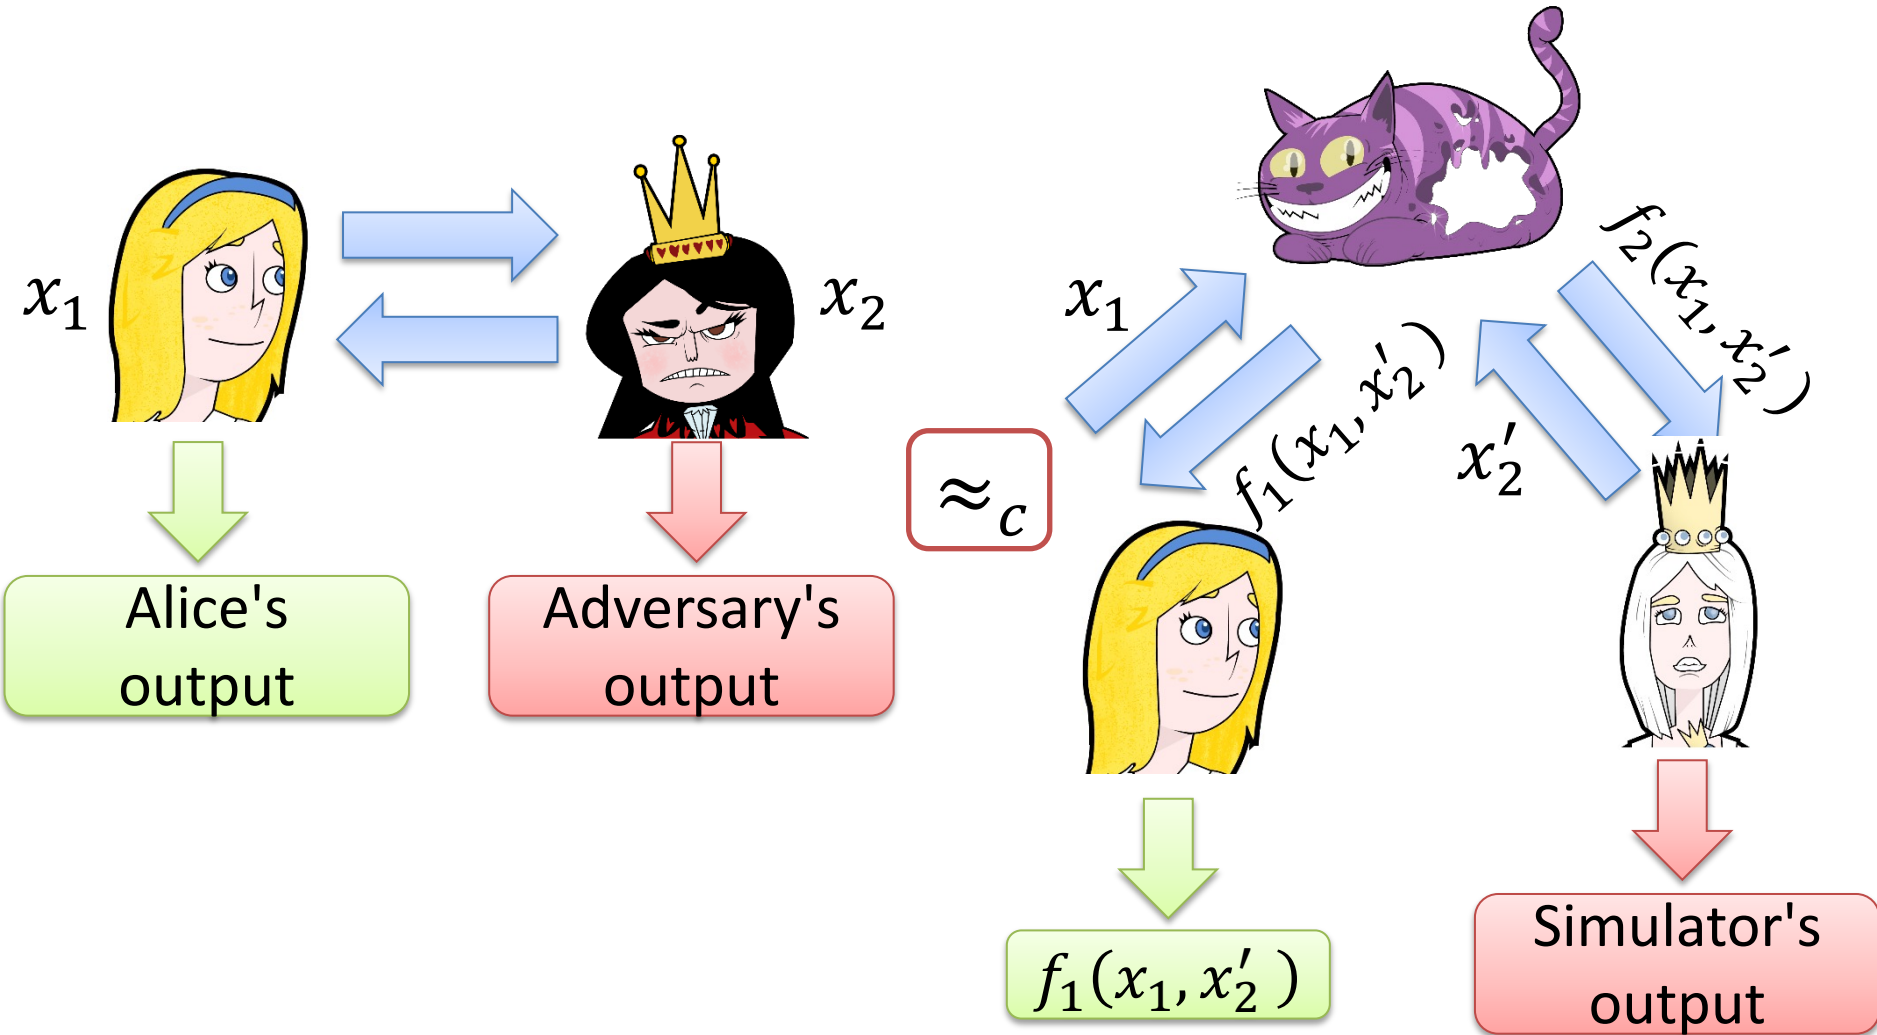 x₁
x₂
Alice's
output
Adversary's
output
≈c
x₁
f₁(x₁, x₂′)
x₂′
f₂(x₁, x₂′)
f₁(x₁, x₂′)
Simulator's
output